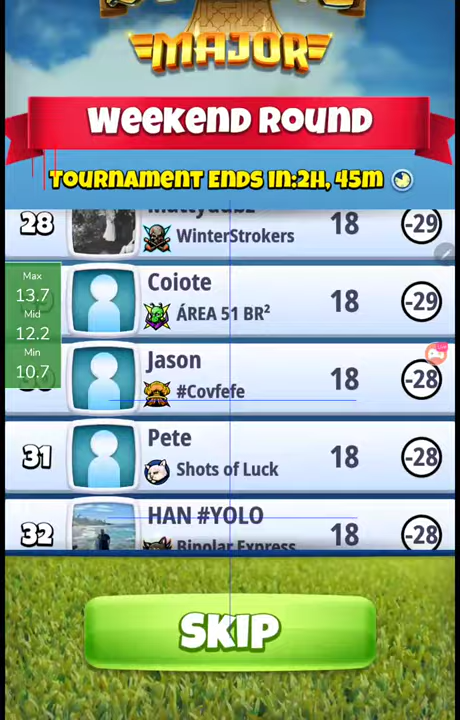 MAJOR
WEEKEND ROUND
TOURNAMENT ENDS IN:2H, 45M
28
WinterStrokers
18
-29
Max
13.7
Mid
12.2
Min
10.7
Coiote
ÁREA 51 BR²
18
-29
Jason
#Covfefe
18
-28
31
Pete
Shots of Luck
18
-28
32
HAN #YOLO
Bipolar Express
18
-28
SKIP